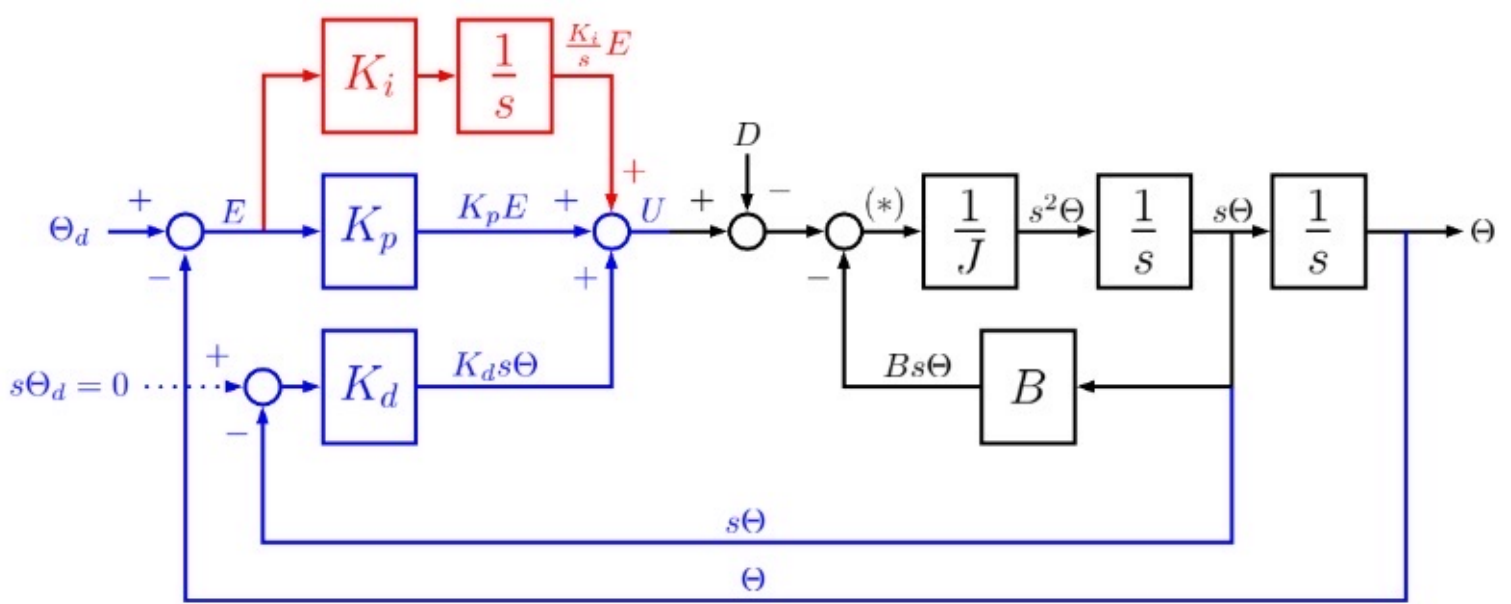 K_i
1/s
K_i/s E
+
D
−
Θ_d
+
−
E
K_p
K_pE
+
+
U
+
(*)
−
1/J
s²Θ
1/s
sΘ
1/s
Θ
sΘ_d = 0
+
−
K_d
K_dsΘ
BsΘ
B
sΘ
Θ